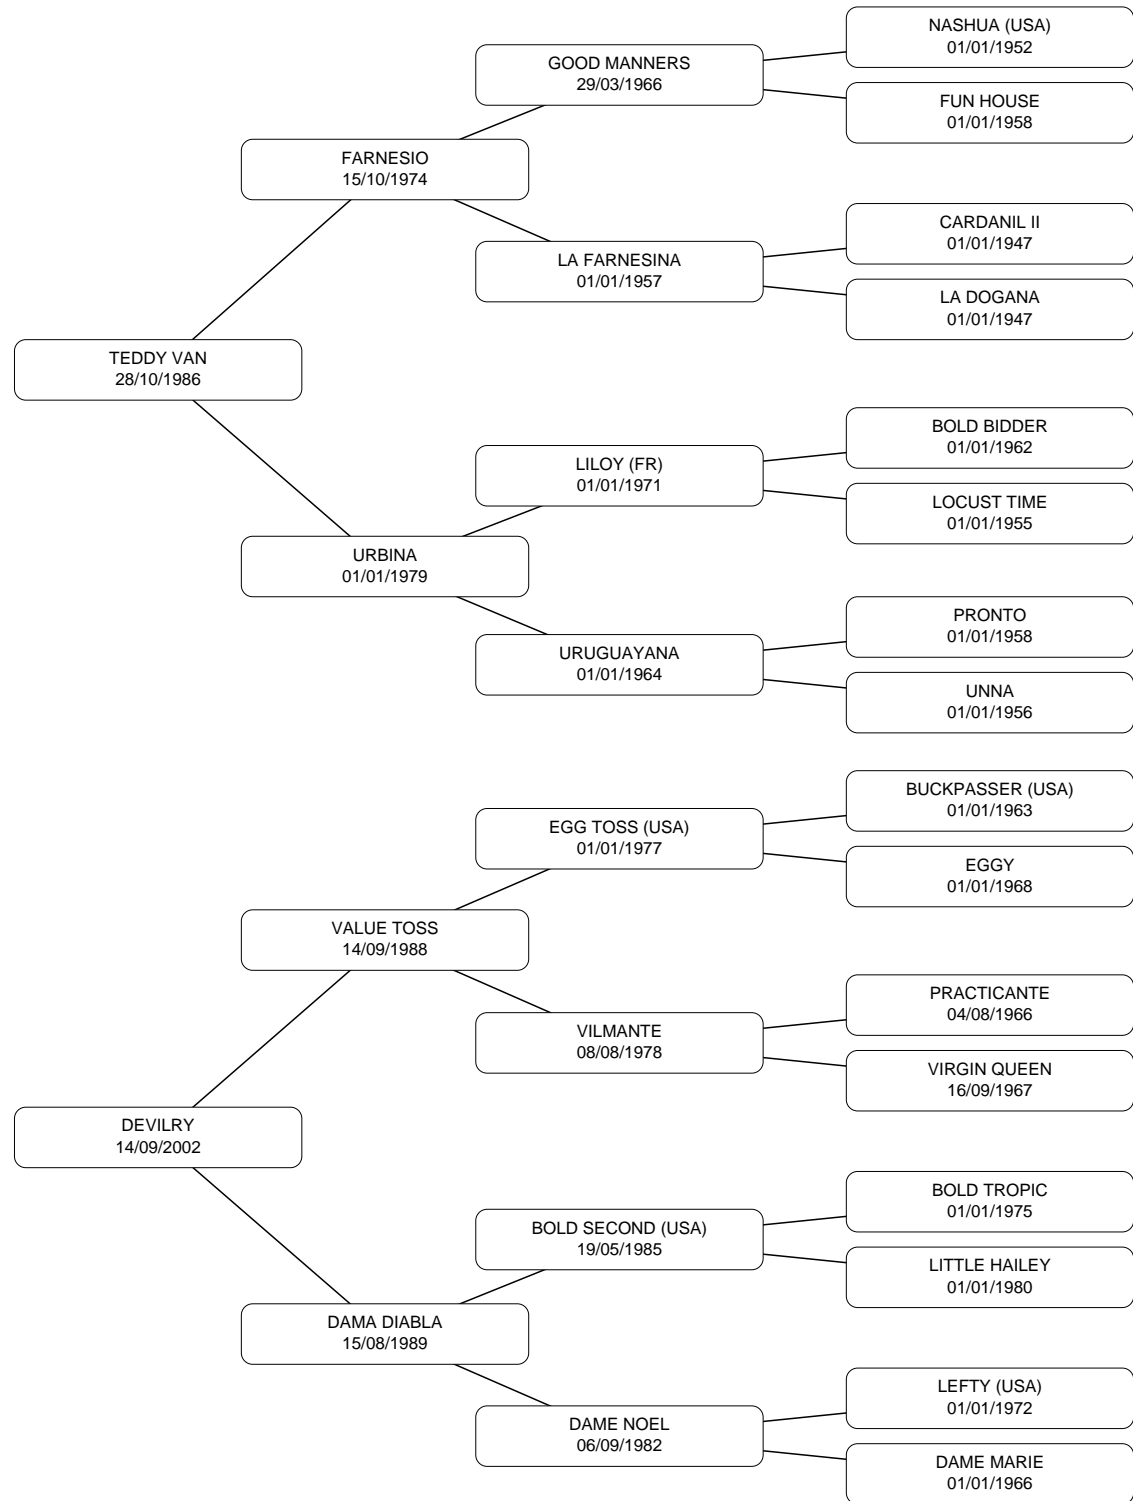 NASHUA (USA)
01/01/1952
GOOD MANNERS
29/03/1966
FUN HOUSE
01/01/1958
FARNESIO
15/10/1974
CARDANIL II
01/01/1947
LA FARNESINA
01/01/1957
LA DOGANA
01/01/1947
TEDDY VAN
28/10/1986
BOLD BIDDER
01/01/1962
LILOY (FR)
01/01/1971
LOCUST TIME
01/01/1955
URBINA
01/01/1979
PRONTO
01/01/1958
URUGUAYANA
01/01/1964
UNNA
01/01/1956
BUCKPASSER (USA)
01/01/1963
EGG TOSS (USA)
01/01/1977
EGGY
01/01/1968
VALUE TOSS
14/09/1988
PRACTICANTE
04/08/1966
VILMANTE
08/08/1978
VIRGIN QUEEN
16/09/1967
DEVILRY
14/09/2002
BOLD TROPIC
01/01/1975
BOLD SECOND (USA)
19/05/1985
LITTLE HAILEY
01/01/1980
DAMA DIABLA
15/08/1989
LEFTY (USA)
01/01/1972
DAME NOEL
06/09/1982
DAME MARIE
01/01/1966